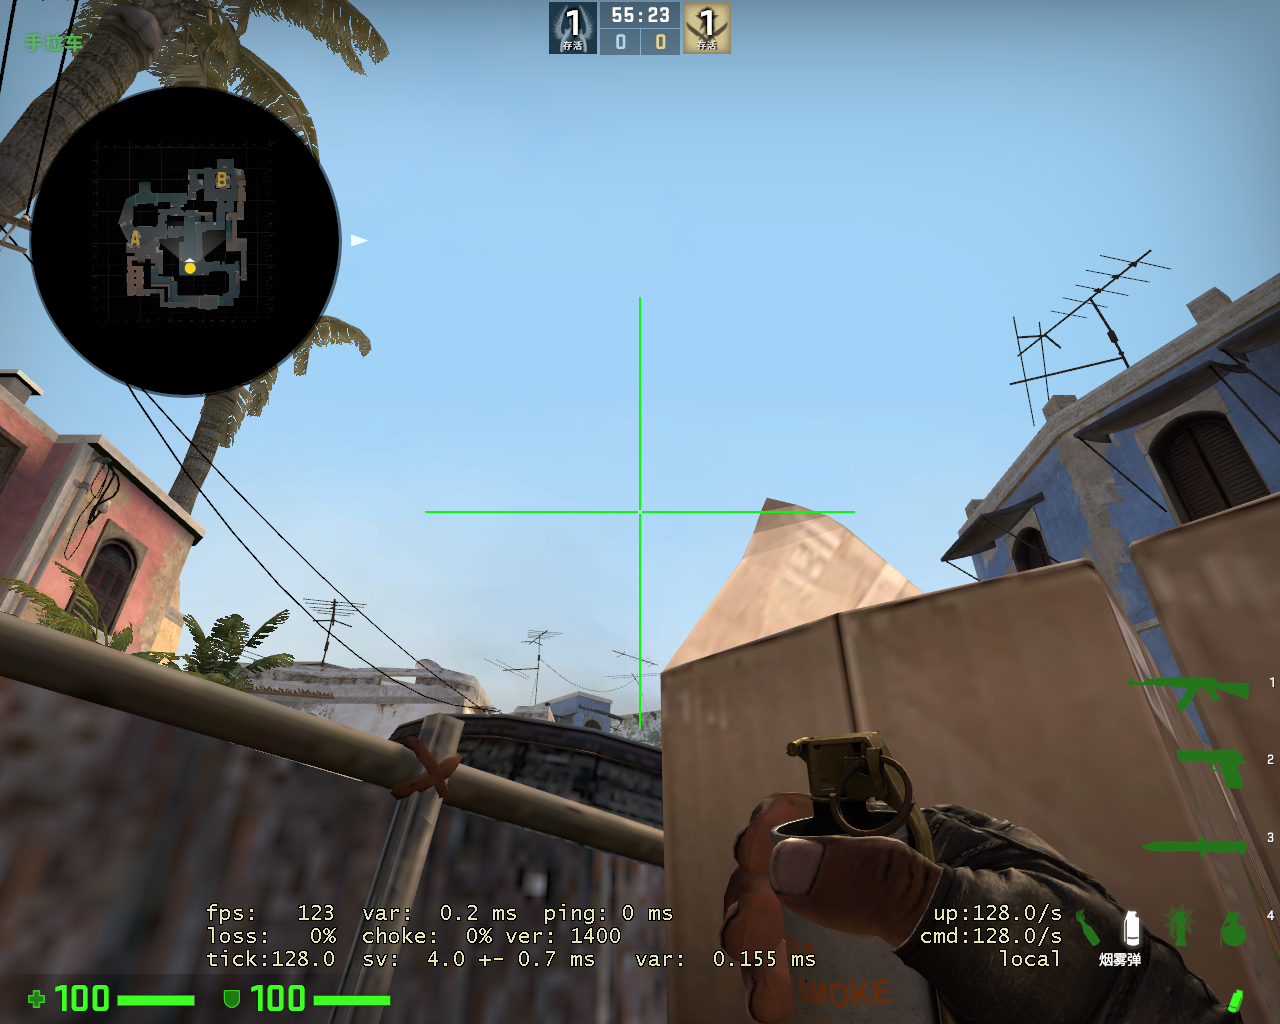 手拉车
1
存活
55:23
0 0
1
存活
B
A
1
2
3
4
fps: 123 var: 0.2 ms ping: 0 ms
loss: 0% choke: 0% ver: 1400
tick:128.0 sv: 4.0 +- 0.7 ms var: 0.155 ms
up:128.0/s
cmd:128.0/s
local
烟雾弹
SMOKE
100
100